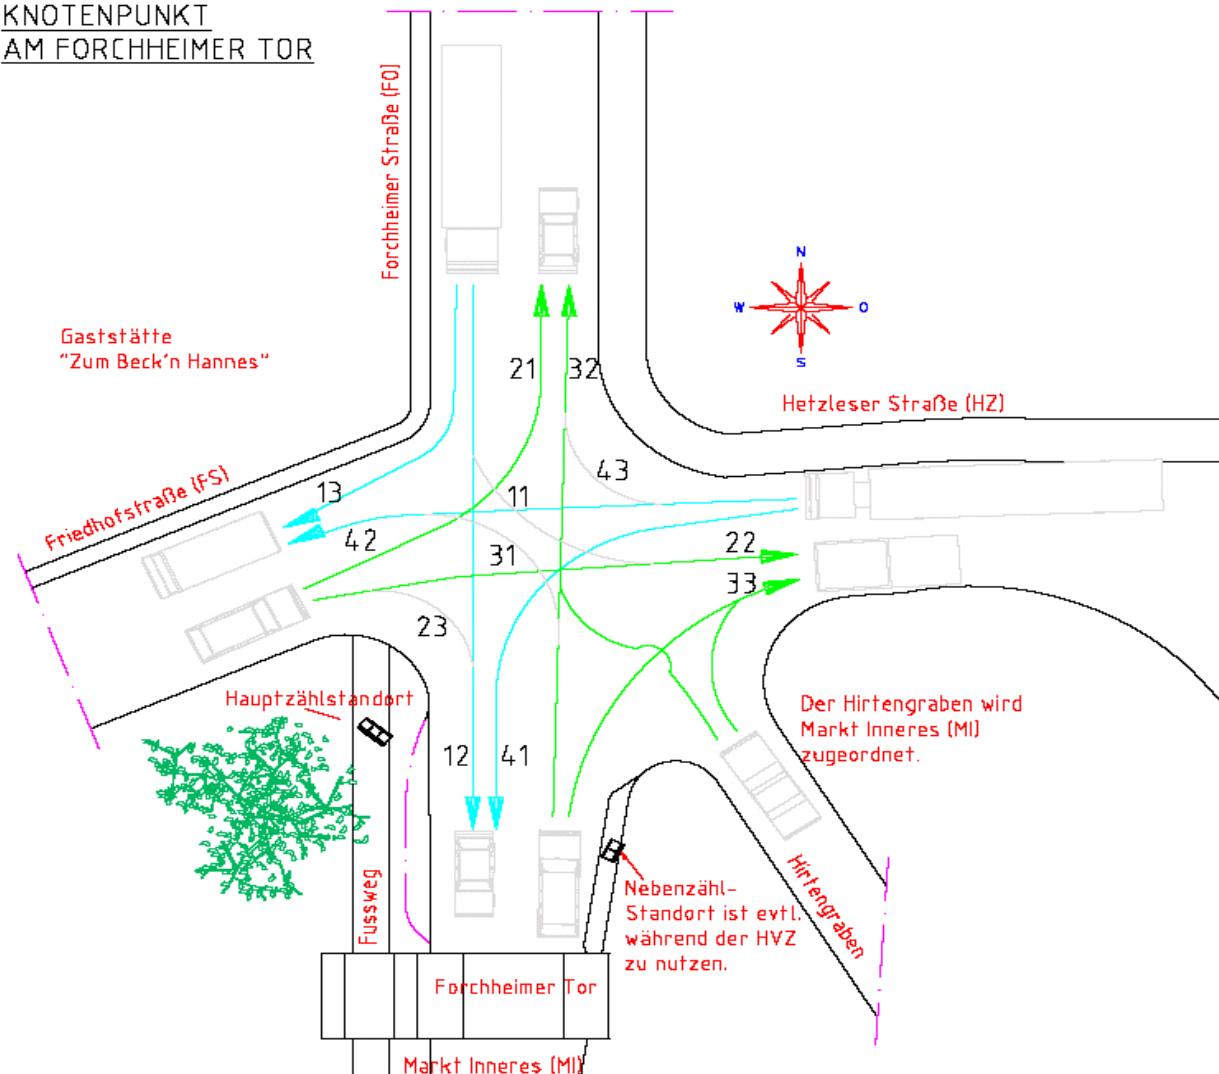 KNOTENPUNKT
AM FORCHHEIMER TOR
Forchheimer Straße (FO)
N
W
O
S
Gaststätte
"Zum Beck'n Hannes"
21
32
Hetzleser Straße (HZ)
Friedhofstraße (FS)
13
11
43
42
31
22
33
23
Hauptzählstandort
Der Hirtengraben wird
Markt Inneres (MI)
zugeordnet.
12
41
Fussweg
Hirtengraben
Nebenzähl-
Standort ist evtl.
während der HVZ
zu nutzen.
Forchheimer Tor
Markt Inneres (MI)